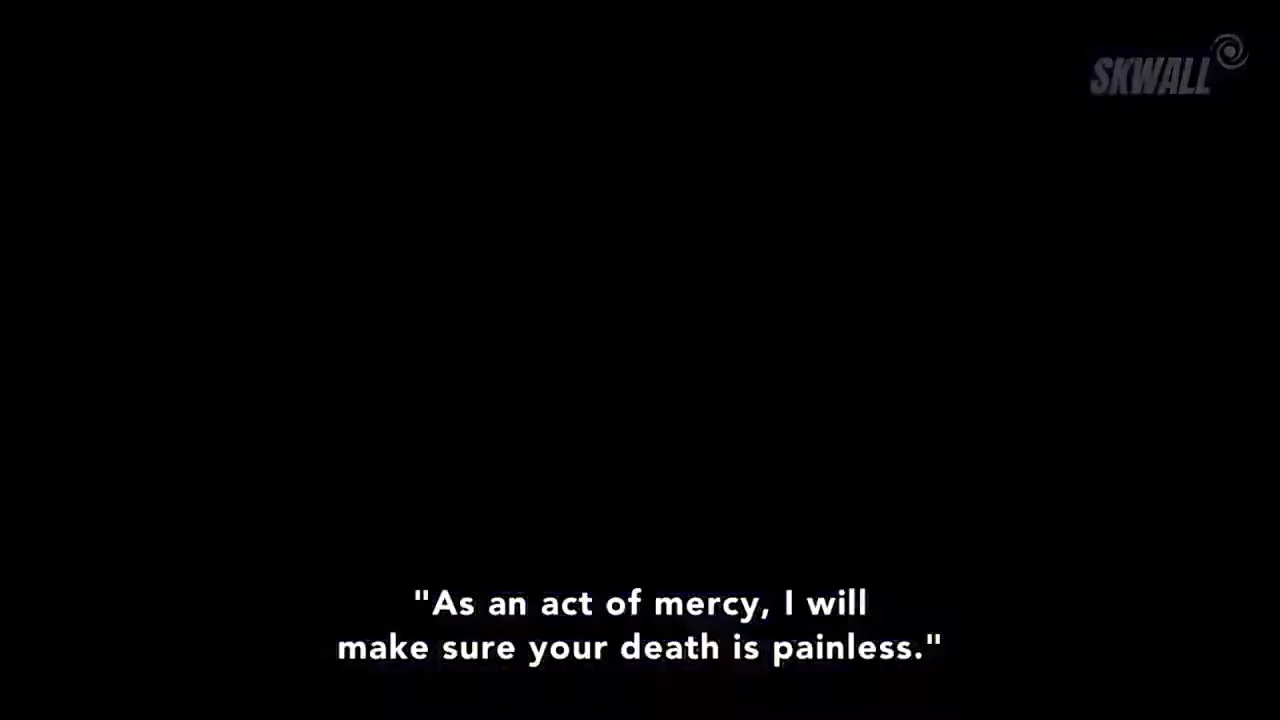 SKWALL
"As an act of mercy, I will
make sure your death is painless."